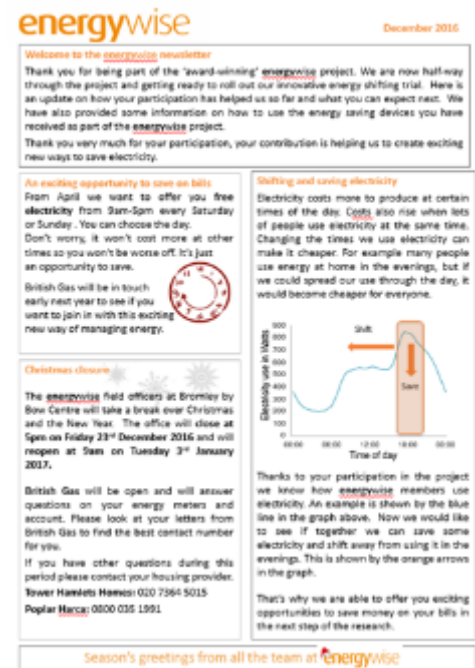 energywise
December 2016
Welcome to the energywise newsletter
Thank you for being part of the 'award-winning' energywise project. We are now half-way
through the project and getting ready to roll out our innovative energy shifting trial. Here is
an update on how your participation has helped us so far and what you can expect next. We
have also provided some information on how to use the energy saving devices you have
received as part of the energywise project.
Thank you very much for your participation, your contribution is helping us to create exciting
new ways to save electricity.
An exciting opportunity to save on bills
From April we want to offer you free
electricity from 9am-5pm every Saturday
or Sunday . You can choose the day.
Don't worry, it won't cost more at other
times so you won't be worse off. It's just
an opportunity to save.
British Gas will be in touch
early next year to see if you
want to join in with this exciting
new way of managing energy.
Christmas closure
The energywise field officers at Bromley by
Bow Centre will take a break over Christmas
and the New Year. The office will close at
5pm on Friday 23rd December 2016 and will
reopen at 9am on Tuesday 3rd January
2017.
British Gas will be open and will answer
questions on your energy meters and
account. Please look at your letters from
British Gas to find the best contact number
for you.
If you have other questions during this
period please contact your housing provider.
Tower Hamlets Homes: 020 7364 5015
Poplar Harca: 0800 035 1991
Shifting and saving electricity
Electricity costs more to produce at certain
times of the day. Costs also rise when lots
of people use electricity at the same time.
Changing the times we use electricity can
make it cheaper. For example many people
use energy at home in the evenings, but if
we could spread our use through the day, it
would become cheaper for everyone.
Electricity use in Watts
900
800
700
600
500
400
300
200
100
0
Shift
Save
00:00 06:00 12:00 18:00 00:00
Time of day
Thanks to your participation in the project
we know how energywise members use
electricity. An example is shown by the blue
line in the graph above. Now we would like
to see if together we can save some
electricity and shift away from using it in the
evenings. This is shown by the orange arrows
in the graph.
That's why we are able to offer you exciting
opportunities to save money on your bills in
the next step of the research.
Season's greetings from all the team at energywise